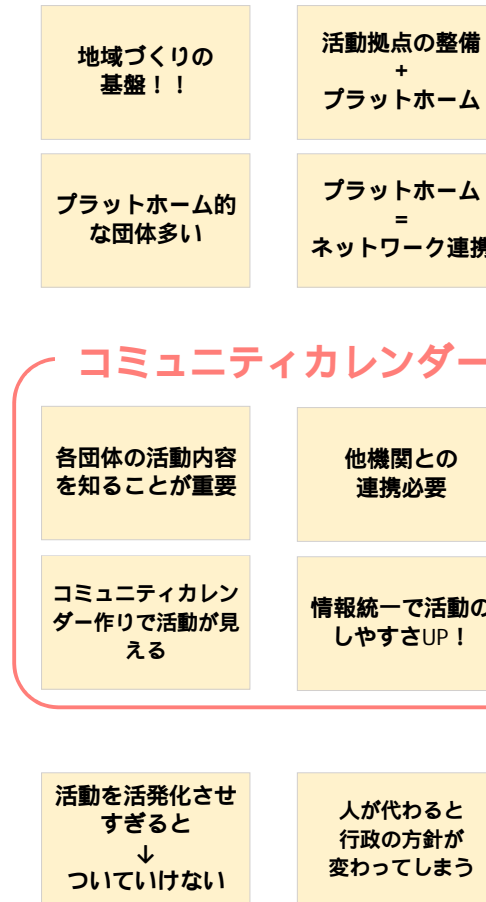 地域づくりの
基盤！！
活動拠点の整備
+
プラットホーム
プラットホーム的
な団体多い
プラットホーム
=
ネットワーク連携
コミュニティカレンダー
各団体の活動内容
を知ることが重要
他機関との
連携必要
コミュニティカレン
ダー作りで活動が見
える
情報統一で活動の
しやすさUP！
活動を活発化させ
すぎると
↓
ついていけない
人が代わると
行政の方針が
変わってしまう